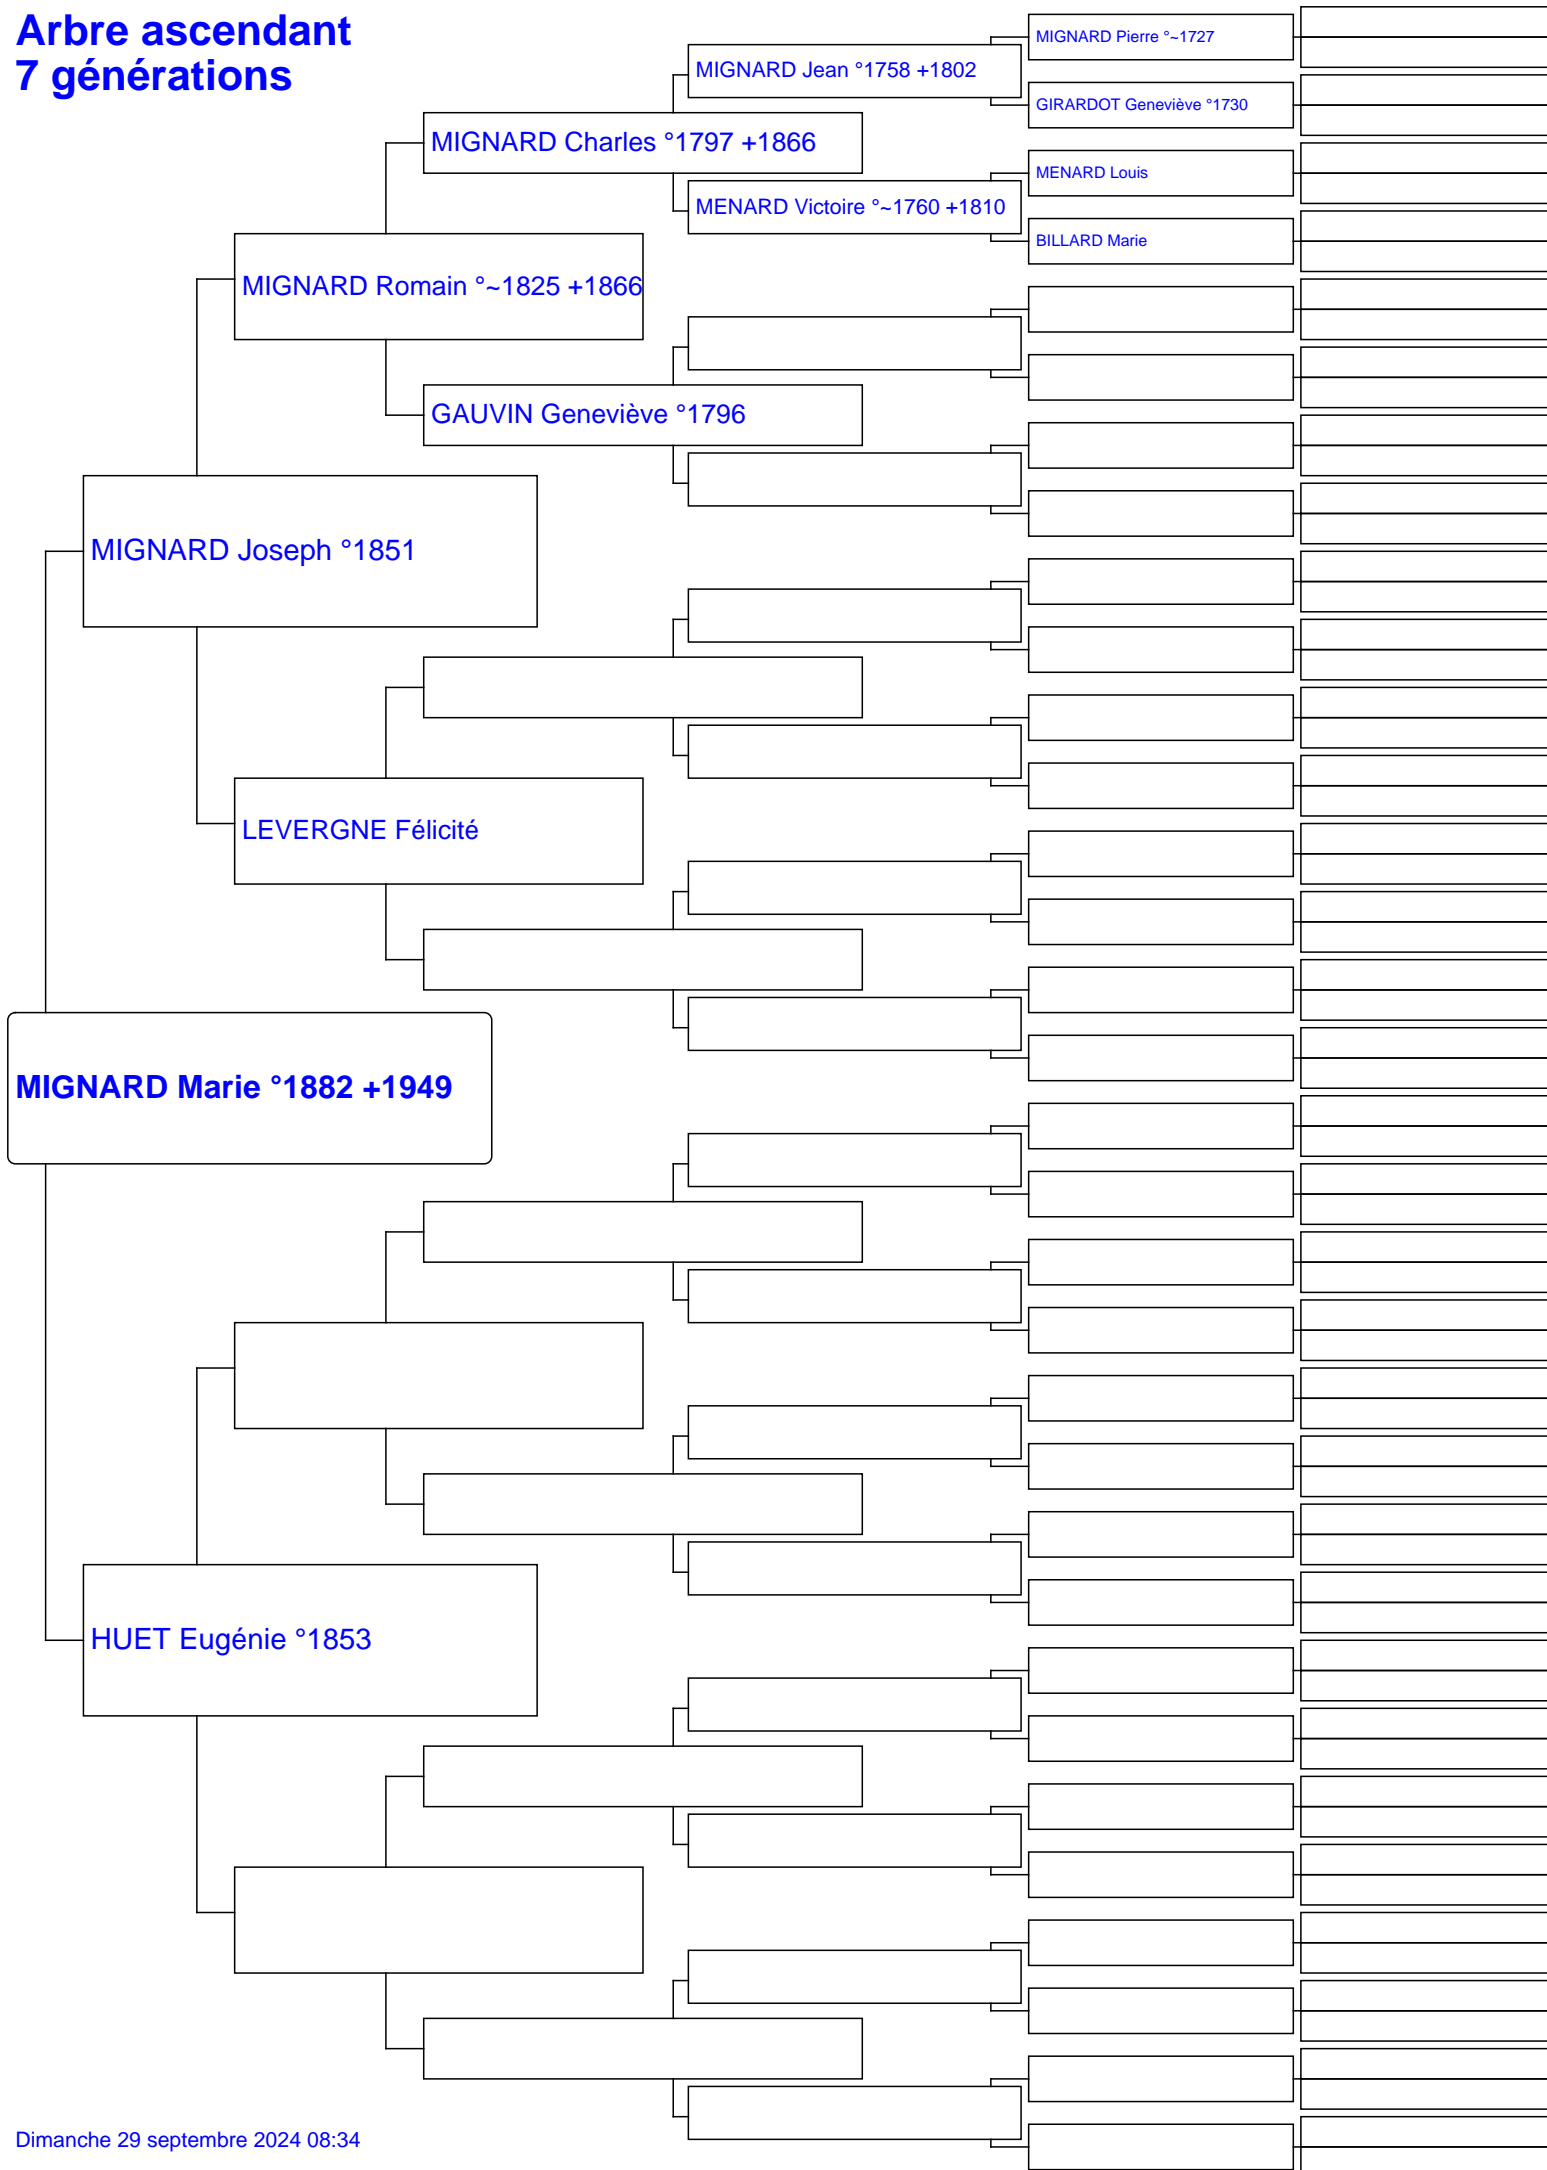 Arbre ascendant
7 générations
MIGNARD Pierre °~1727
MIGNARD Jean °1758 +1802
GIRARDOT Geneviève °1730
MIGNARD Charles °1797 +1866
MENARD Louis
MENARD Victoire °~1760 +1810
BILLARD Marie
MIGNARD Romain °~1825 +1866
GAUVIN Geneviève °1796
MIGNARD Joseph °1851
LEVERGNE Félicité
MIGNARD Marie °1882 +1949
HUET Eugénie °1853
Dimanche 29 septembre 2024 08:34